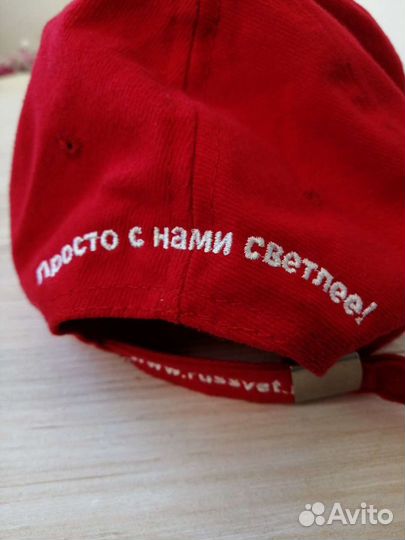 Просто с нами светлее!
www.russvet.
Avito